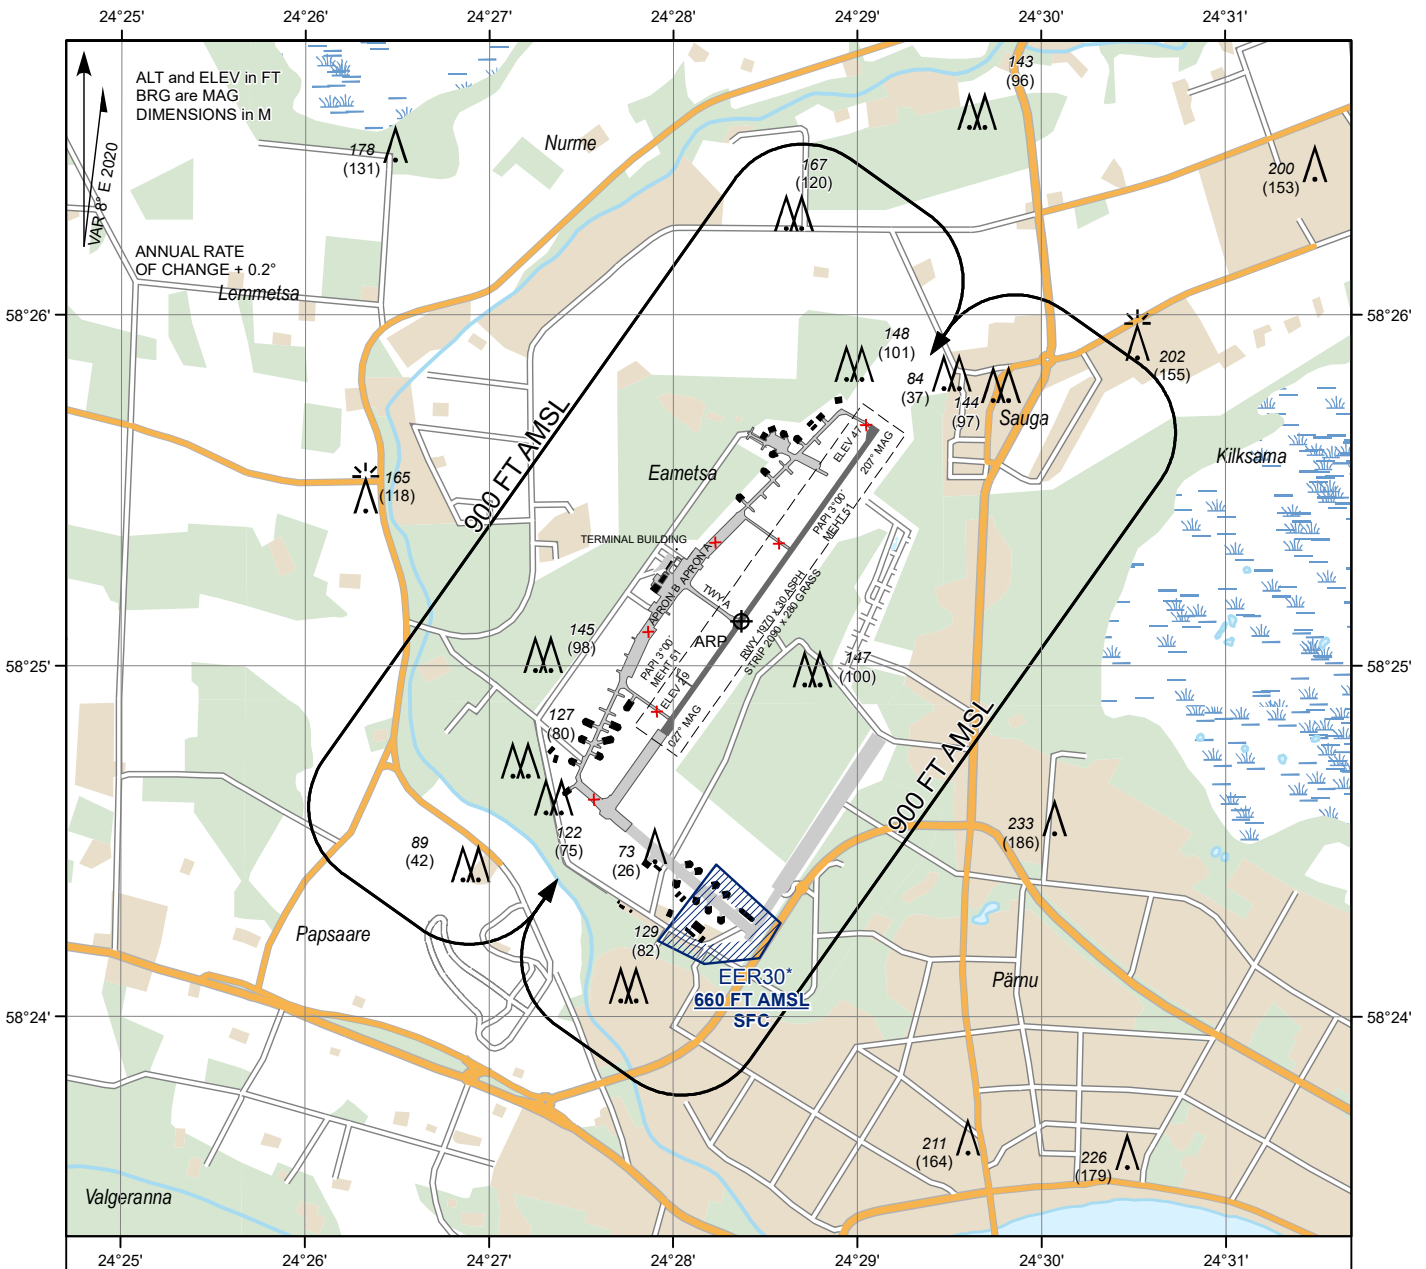 24°25'
24°26'
24°27'
24°28'
24°29'
24°30'
24°31'
ALT and ELEV in FT
BRG are MAG
DIMENSIONS in M
VAR 8° E 2020
ANNUAL RATE
OF CHANGE + 0.2°
143
(96)
Nurme
178
(131)
167
(120)
200
(153)
Lemmetsa
58°26'
58°26'
148
(101)
202
(155)
84
(37)
144
(97)
Sauga
900 FT AMSL
ELEV 47
207° MAG
Kilksama
Eametsa
165
(118)
PAPI 3°00´
MEHT 51
TERMINAL BUILDING
APRON A
APRON B
TWY A
RWY 1970 x 30 ASPH
STRIP 2090 x 280 GRASS
ARP
145
(98)
58°25'
58°25'
147
(100)
PAPI 3°00´
MEHT 51
ELEV 29
027° MAG
127
(80)
900 FT AMSL
122
(75)
89
(42)
73
(26)
233
(186)
Papsaare
129
(82)
EER30*
660 FT AMSL
SFC
Pärnu
58°24'
58°24'
211
(164)
226
(179)
Valgeranna
24°25'
24°26'
24°27'
24°28'
24°29'
24°30'
24°31'